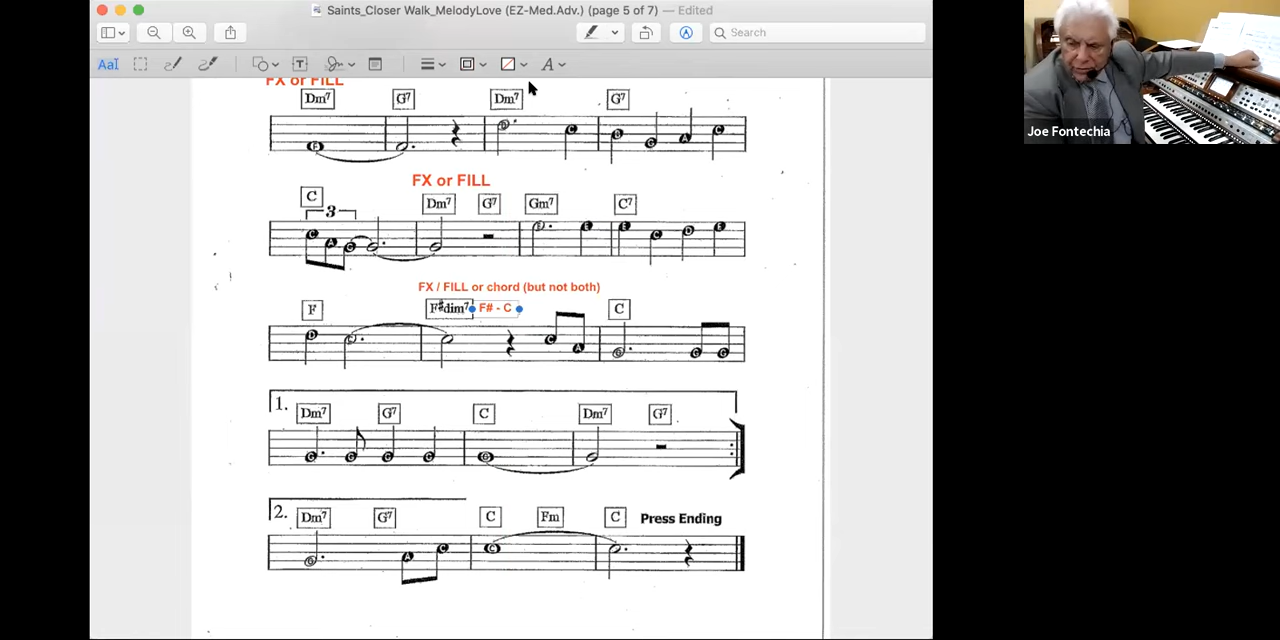 Saints_Closer Walk_MelodyLove (EZ-Med.Adv.) (page 5 of 7) — Edited
Search
AaI T A
Joe Fontechia
FX or FILL
Dm7 G7 Dm7 G7
F F D C B G A C
FX or FILL
C Dm7 G7 Gm7 C7
3
C A G G G E E E C D E
FX / FILL or chord (but not both)
F F#dim7 F# - C C
D C C C A G G G
1. Dm7 G7 C Dm7 G7
G G G G G G
2. Dm7 G7 C Fm C Press Ending
G A C C C